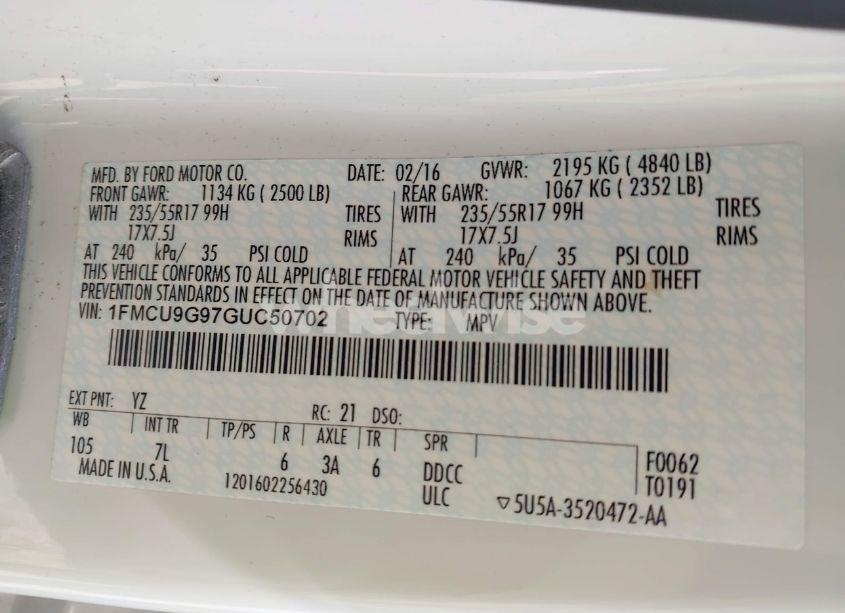 MFD. BY FORD MOTOR CO. DATE: 02/16 GVWR: 2195 KG ( 4840 LB)
FRONT GAWR: 1134 KG ( 2500 LB) REAR GAWR: 1067 KG ( 2352 LB)
WITH 235/55R17 99H TIRES WITH 235/55R17 99H TIRES
17X7.5J RIMS 17X7.5J RIMS
AT 240 kPa/ 35 PSI COLD AT 240 kPa/ 35 PSI COLD
THIS VEHICLE CONFORMS TO ALL APPLICABLE FEDERAL MOTOR VEHICLE SAFETY AND THEFT
PREVENTION STANDARDS IN EFFECT ON THE DATE OF MANUFACTURE SHOWN ABOVE.
VIN: 1FMCU9G97GUC50702 TYPE: MPV
EXT PNT: YZ RC: 21 DSO:
WB INT TR TP/PS R AXLE TR SPR
105 7L 6 3A 6 DDCC F0062
MADE IN U.S.A. 1201602256430 ULC T0191
▽5U5A-3520472-AA